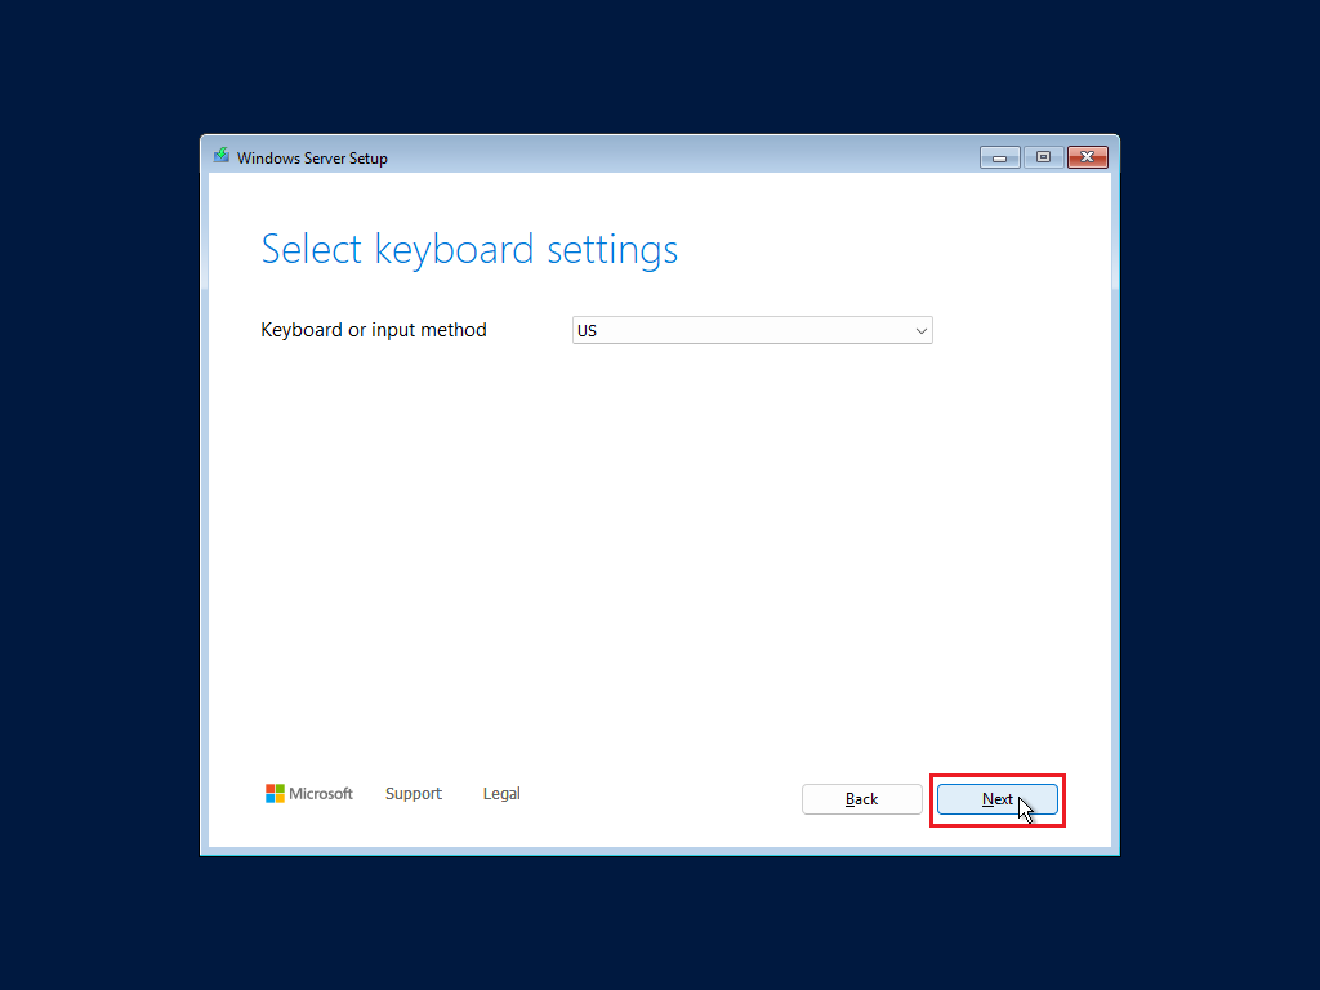 Windows Server Setup
Select keyboard settings
Keyboard or input method US
Microsoft Support Legal Back Next